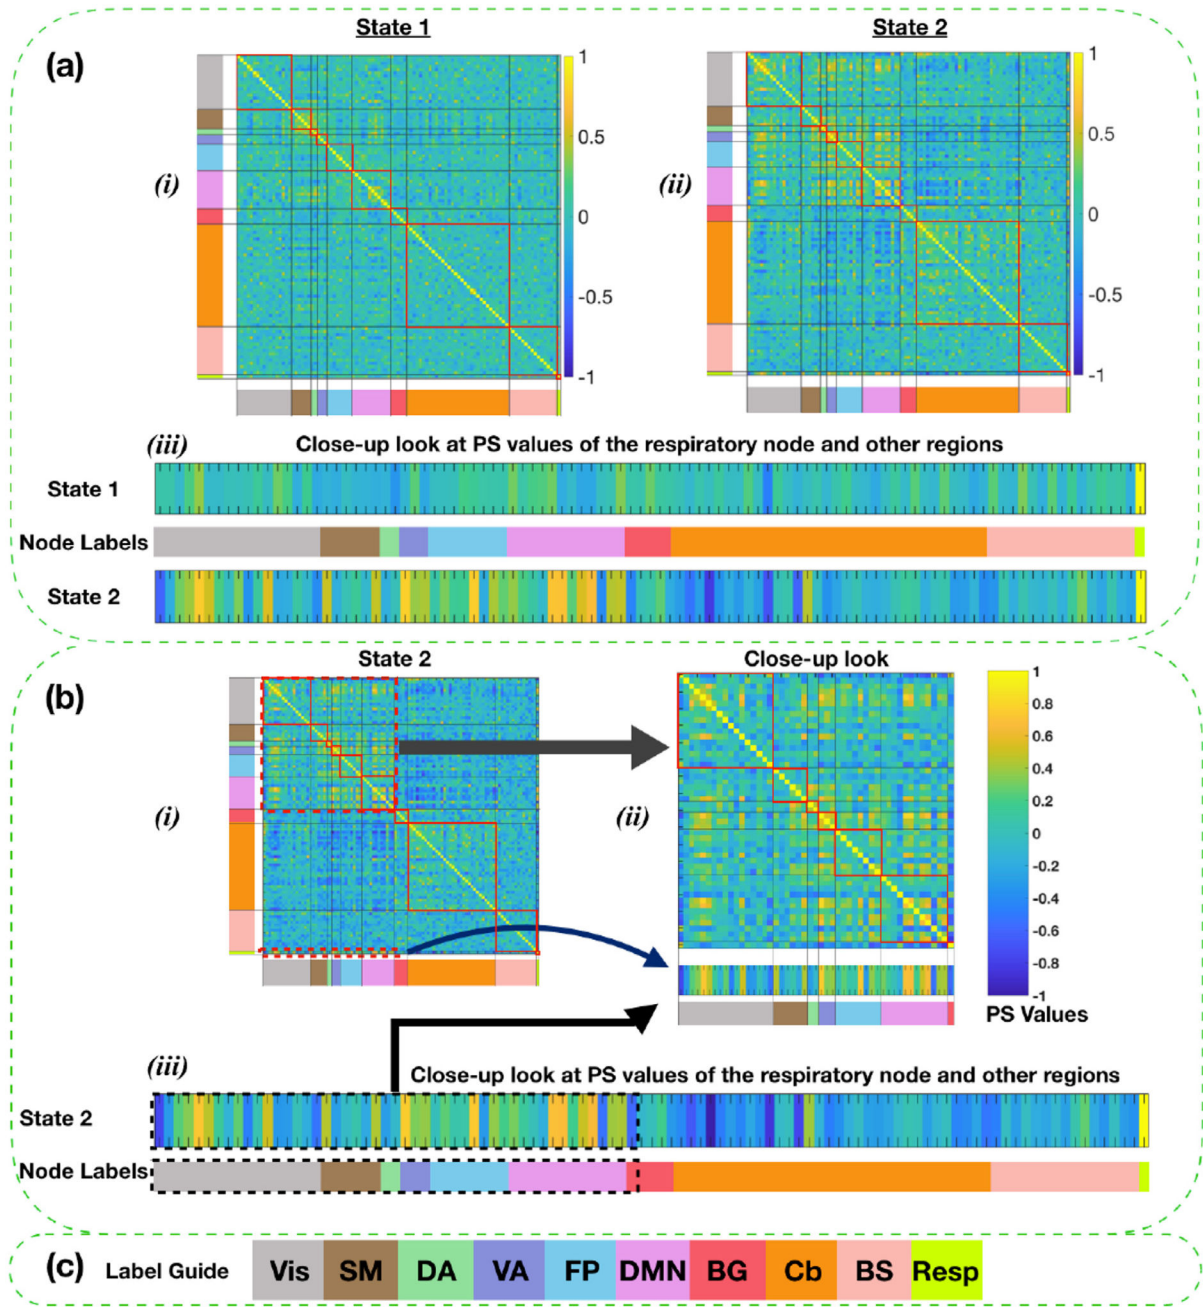 State 1
State 2
(a)
(i)
1
0.5
0
-0.5
-1
(ii)
1
0.5
0
-0.5
-1
(iii)
Close-up look at PS values of the respiratory node and other regions
State 1
Node Labels
State 2
(b)
State 2
Close-up look
(i)
(ii)
1
0.8
0.6
0.4
0.2
0
-0.2
-0.4
-0.6
-0.8
-1
PS Values
(iii)
Close-up look at PS values of the respiratory node and other regions
State 2
Node Labels
(c)
Label Guide
Vis SM DA VA FP DMN BG Cb BS Resp